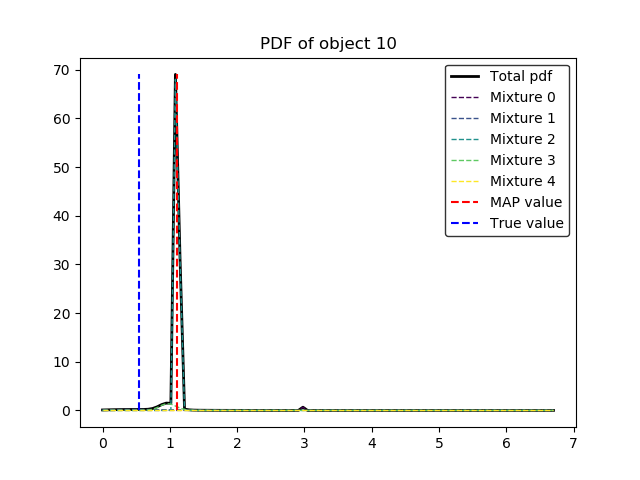 PDF of object 10
70
60
50
40
30
20
10
0
0 1 2 3 4 5 6 7
Total pdf
Mixture 0
Mixture 1
Mixture 2
Mixture 3
Mixture 4
MAP value
True value